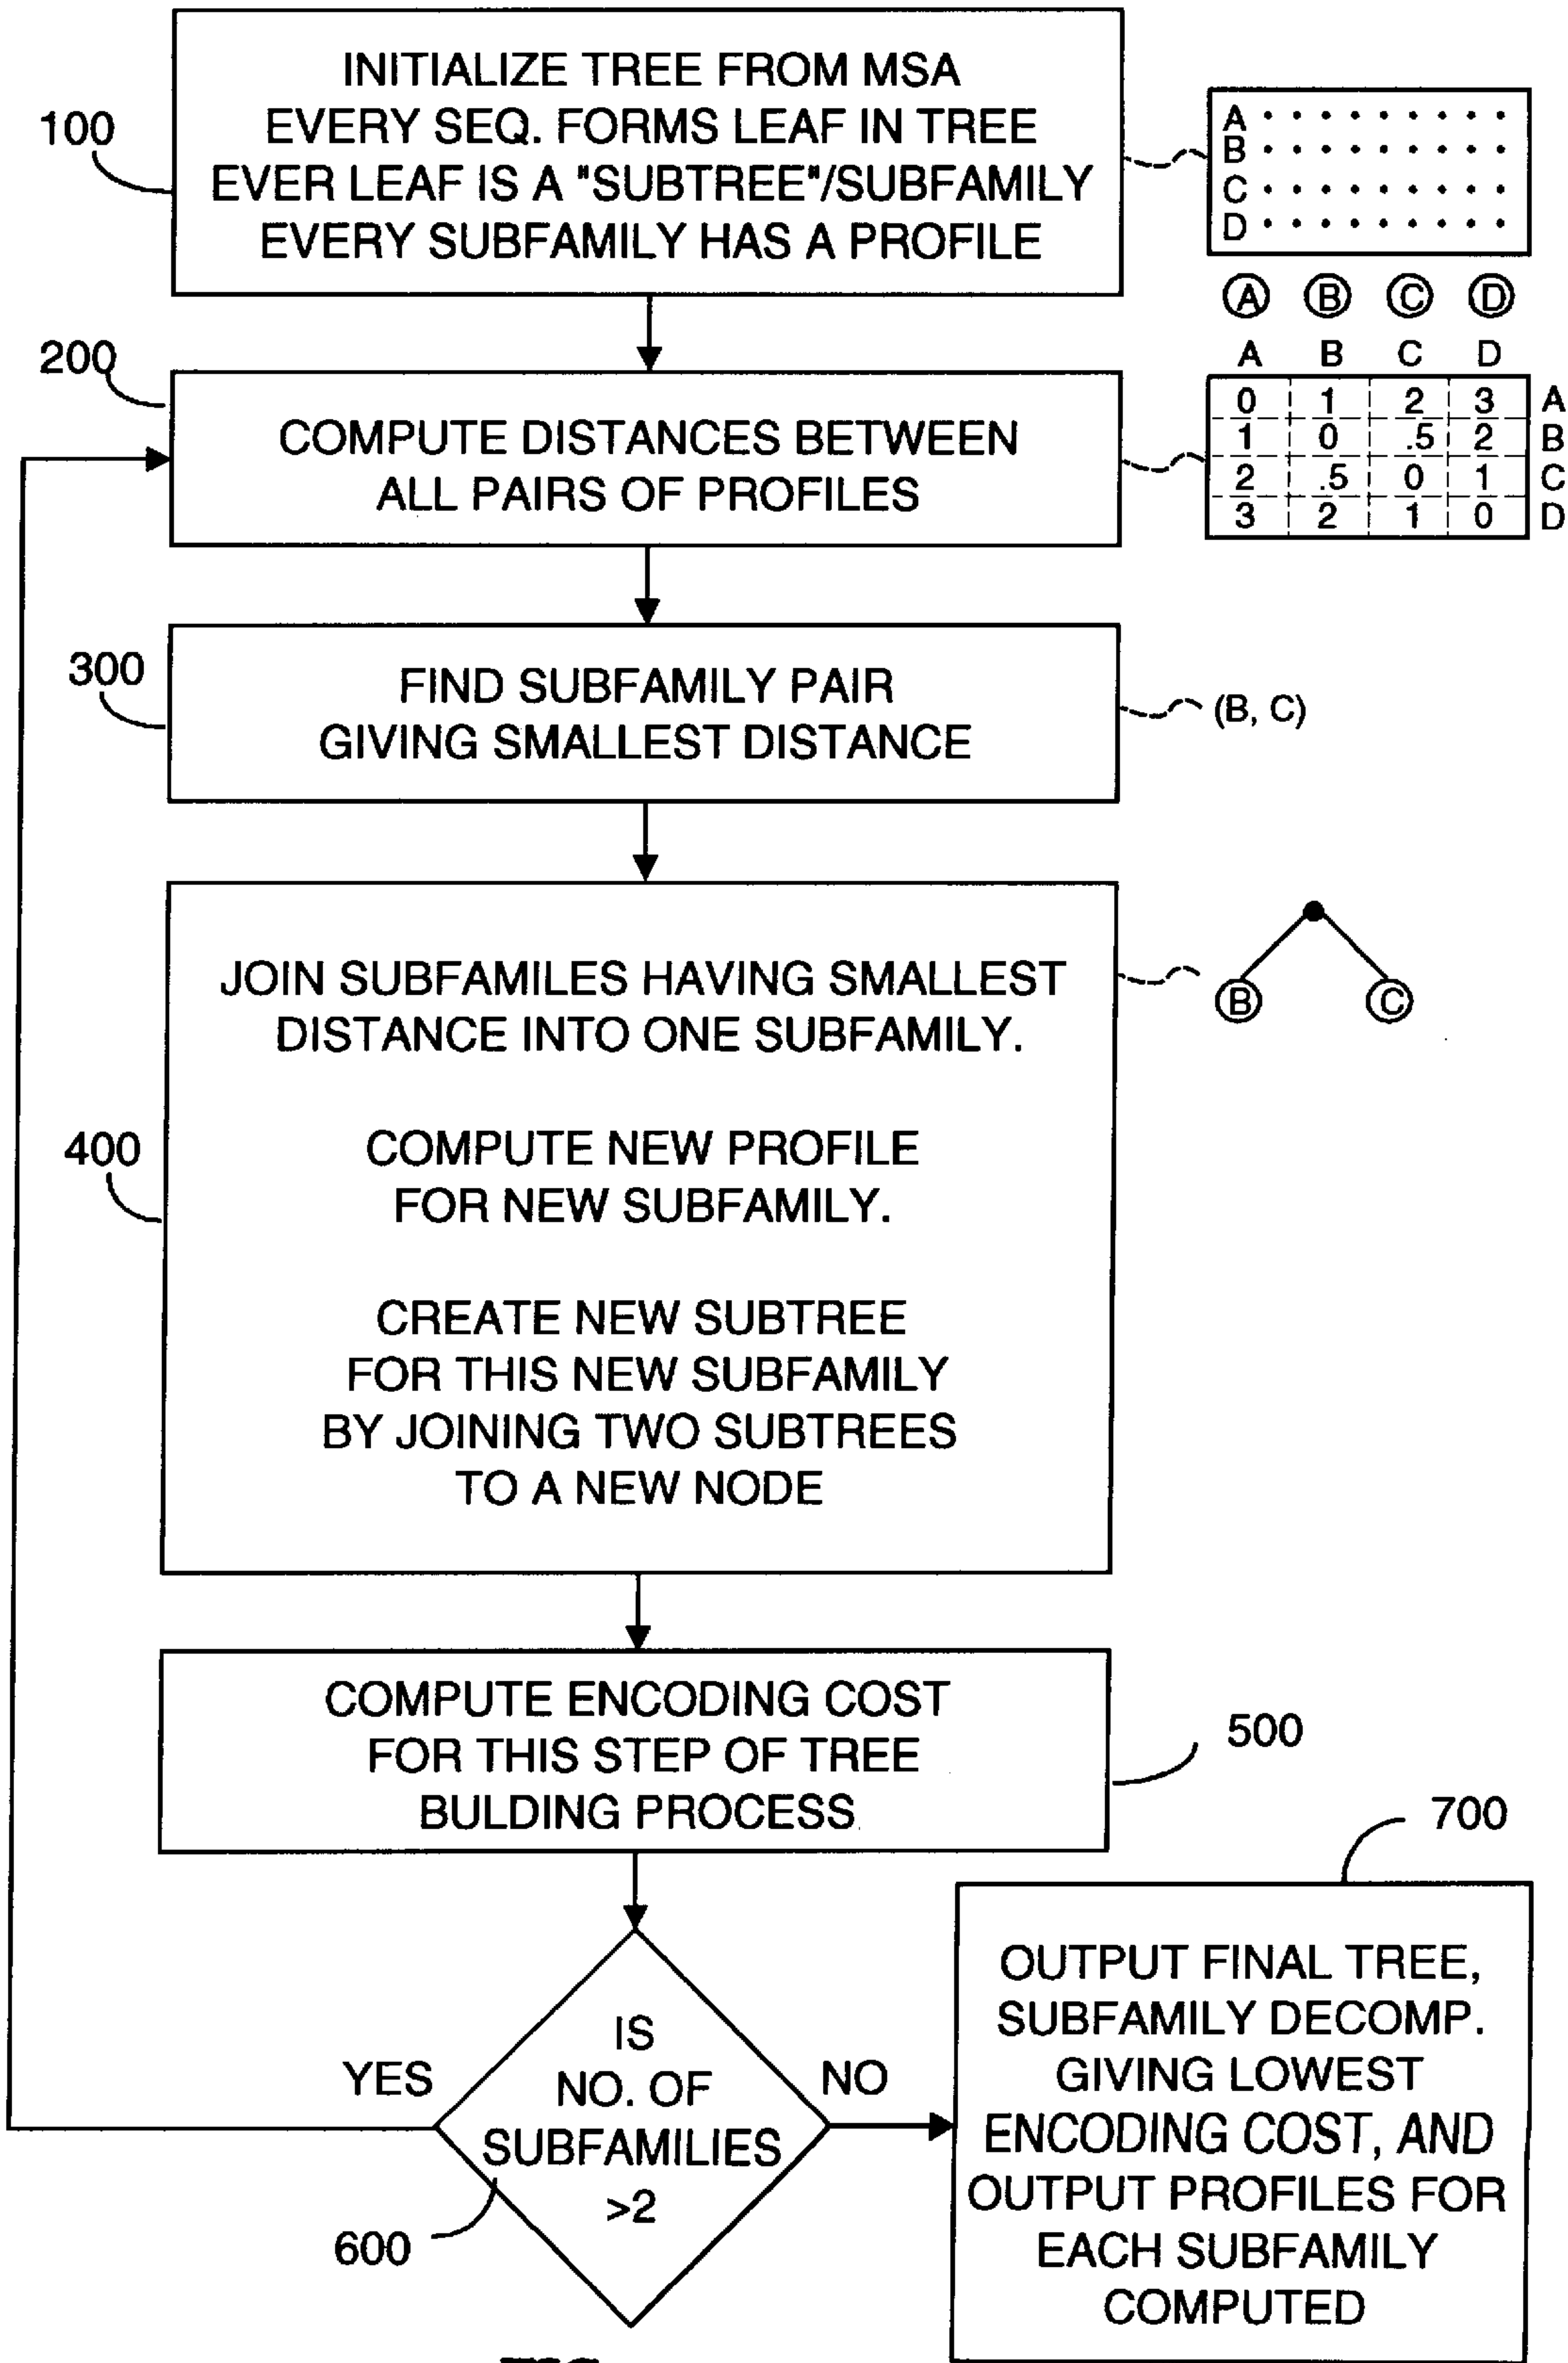 INITIALIZE TREE FROM MSA
EVERY SEQ. FORMS LEAF IN TREE
EVER LEAF IS A "SUBTREE"/SUBFAMILY
EVERY SUBFAMILY HAS A PROFILE
100
A
B
C
D
A B C D
200
COMPUTE DISTANCES BETWEEN
ALL PAIRS OF PROFILES
A B C D
0 1 2 3 A
1 0 .5 2 B
2 .5 0 1 C
3 2 1 0 D
300
FIND SUBFAMILY PAIR
GIVING SMALLEST DISTANCE
(B, C)
400
JOIN SUBFAMILES HAVING SMALLEST
DISTANCE INTO ONE SUBFAMILY.
COMPUTE NEW PROFILE
FOR NEW SUBFAMILY.
CREATE NEW SUBTREE
FOR THIS NEW SUBFAMILY
BY JOINING TWO SUBTREES
TO A NEW NODE
B C
COMPUTE ENCODING COST
FOR THIS STEP OF TREE
BULDING PROCESS
500
IS
NO. OF
SUBFAMILIES
>2
YES
NO
600
700
OUTPUT FINAL TREE,
SUBFAMILY DECOMP.
GIVING LOWEST
ENCODING COST, AND
OUTPUT PROFILES FOR
EACH SUBFAMILY
COMPUTED